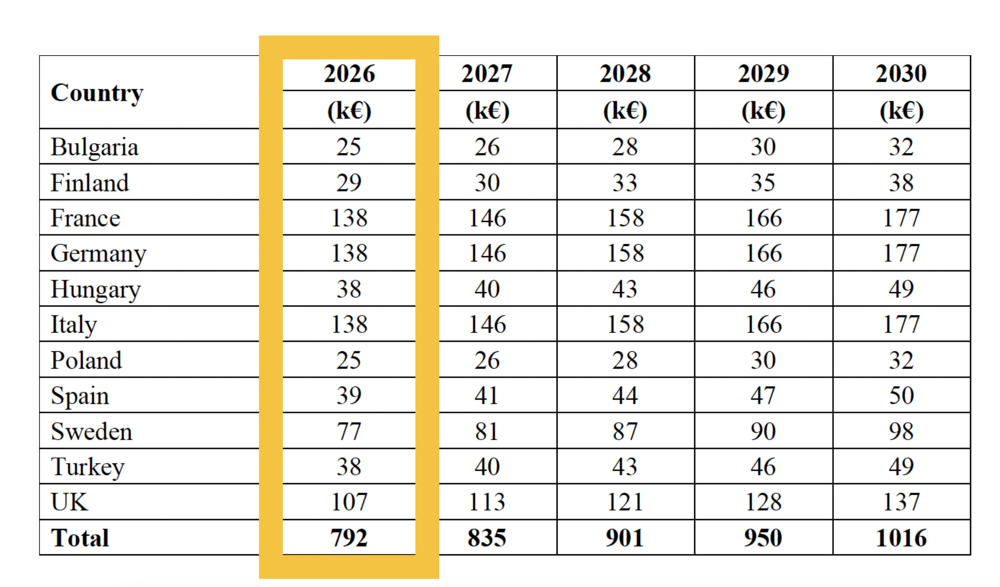 Country 2026 2027 2028 2029 2030
(k€) (k€) (k€) (k€) (k€)
Bulgaria 25 26 28 30 32
Finland 29 30 33 35 38
France 138 146 158 166 177
Germany 138 146 158 166 177
Hungary 38 40 43 46 49
Italy 138 146 158 166 177
Poland 25 26 28 30 32
Spain 39 41 44 47 50
Sweden 77 81 87 90 98
Turkey 38 40 43 46 49
UK 107 113 121 128 137
Total 792 835 901 950 1016